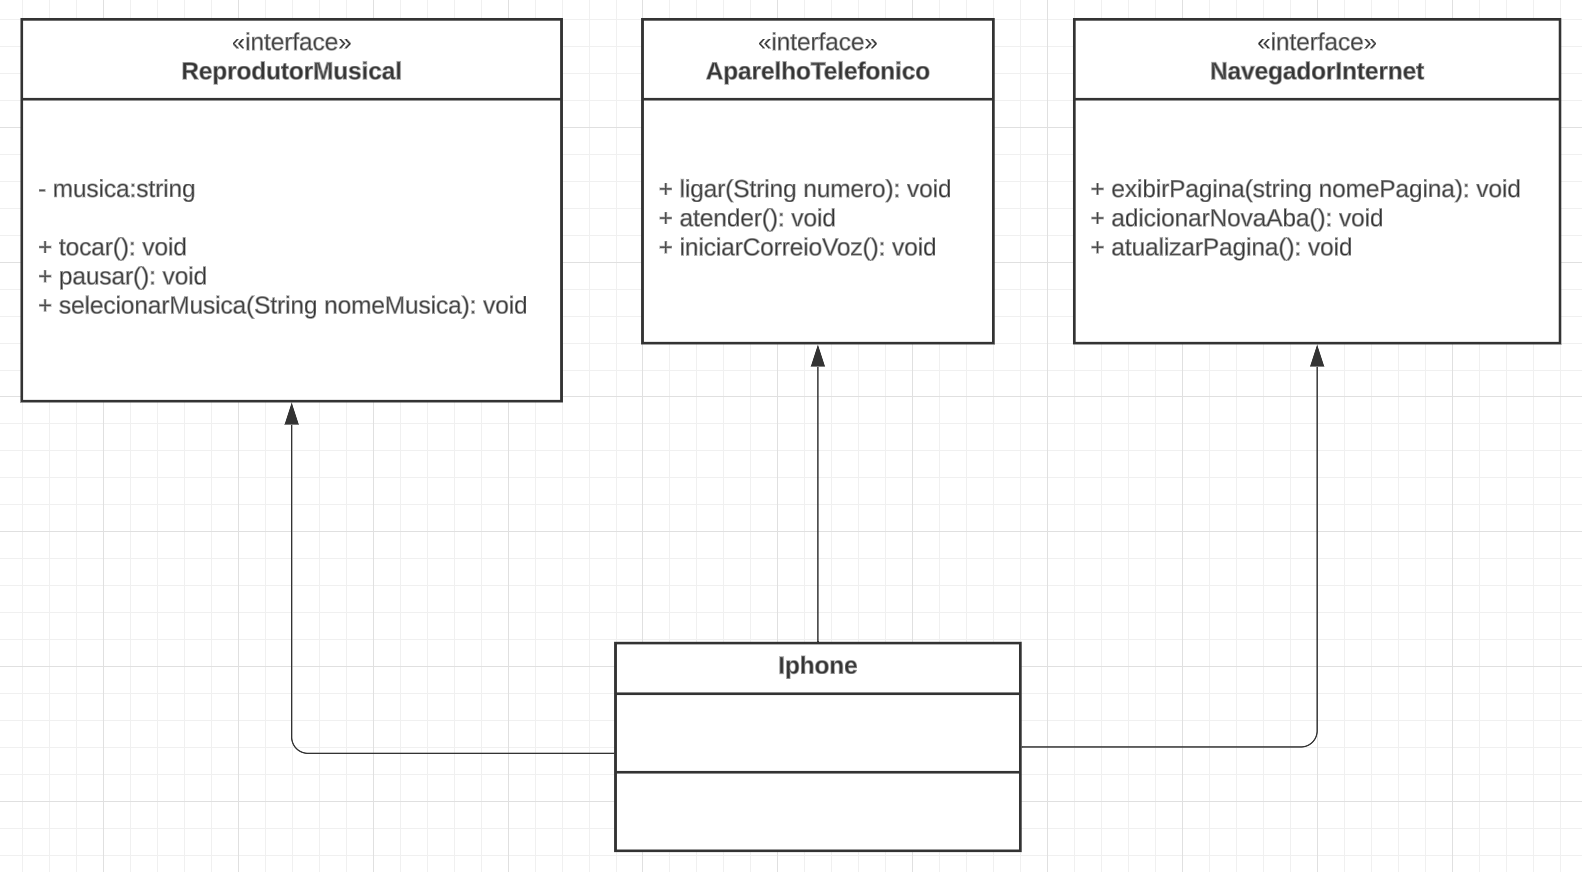 «interface»
ReprodutorMusical
- musica:string
+ tocar(): void
+ pausar(): void
+ selecionarMusica(String nomeMusica): void
«interface»
AparelhoTelefonico
+ ligar(String numero): void
+ atender(): void
+ iniciarCorreioVoz(): void
«interface»
NavegadorInternet
+ exibirPagina(string nomePagina): void
+ adicionarNovaAba(): void
+ atualizarPagina(): void
Iphone